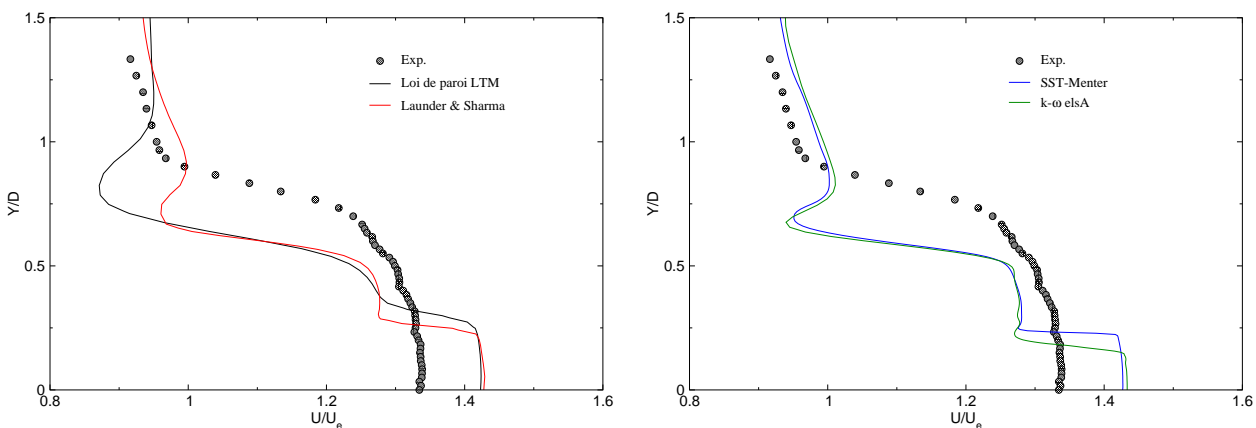 1.5
1
0.5
0
Y/D
0.8
1
1.2
1.4
1.6
U/U_e
Exp.
Loi de paroi LTM
Launder & Sharma
1.5
1
0.5
0
Y/D
0.8
1
1.2
1.4
1.6
U/U_e
Exp.
SST-Menter
k-ω elsA